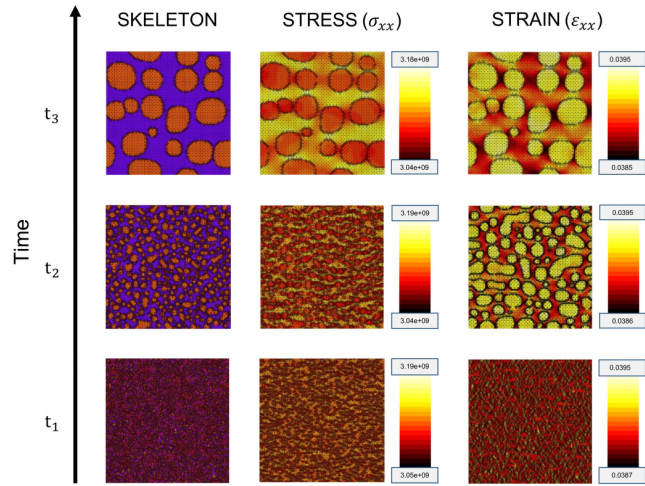 SKELETON STRESS (σxx) STRAIN (εxx)
3.18e+09 0.0395
t3
3.04e+09 0.0385
3.19e+09 0.0395
Time
t2
3.04e+09 0.0386
3.19e+09 0.0395
t1
3.05e+09 0.0387